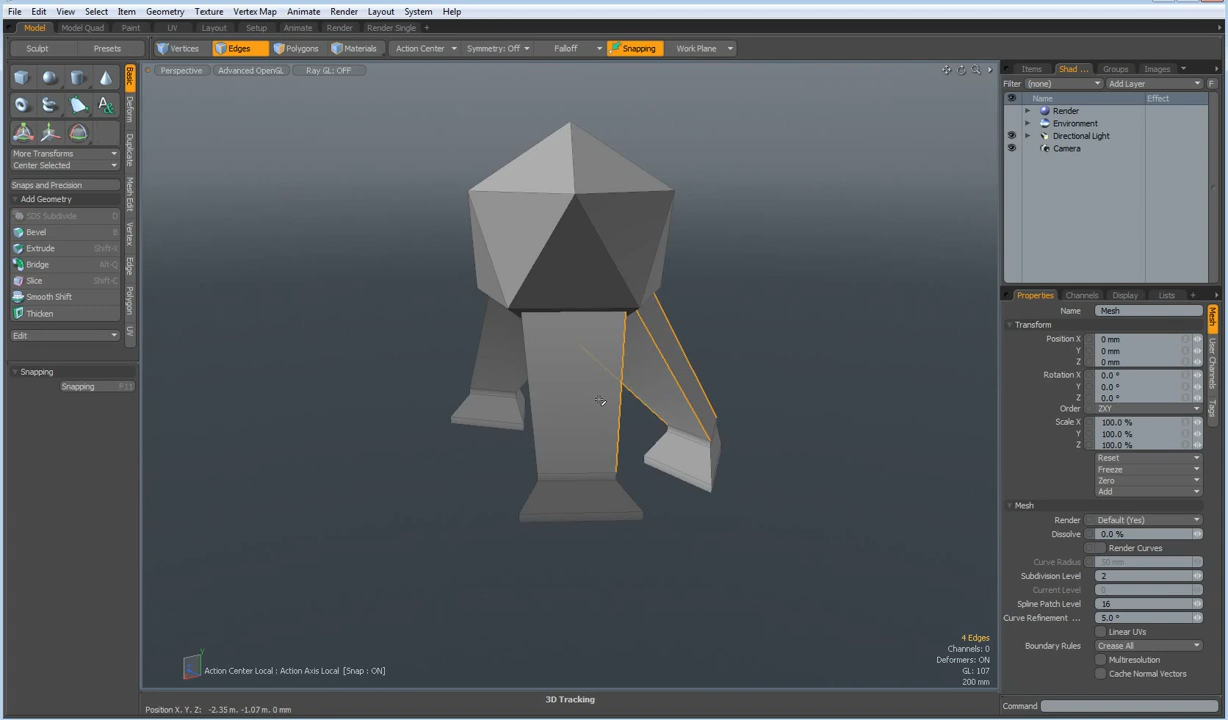 File Edit View Select Item Geometry Texture Vertex Map Animate Render Layout System Help
Model Model Quad Paint UV Layout Setup Animate Render Render Single +
Sculpt Presets Vertices Edges Polygons Materials Action Center Symmetry: Off Falloff Snapping Work Plane
Perspective Advanced OpenGL Ray GL: OFF
Basic
Deform
Duplicate
Mesh Edit
Vertex
Edge
Polygon
UV
More Transforms
Center Selected
Snaps and Precision
Add Geometry
SDS Subdivide D
Bevel B
Extrude Shift-X
Bridge Alt-Q
Slice Shift-C
Smooth Shift
Thicken
Edit
Snapping
Snapping F11
4 Edges
Channels: 0
Deformers: ON
GL: 107
200 mm
Action Center Local : Action Axis Local [Snap : ON]
3D Tracking
Position X, Y, Z: -2.35 m, -1.07 m, 0 mm
Items Shad ... Groups Images
Filter (none) Add Layer F
Name Effect
Render
Environment
Directional Light
Camera
Properties Channels Display Lists +
Mesh
User Channels
Tags
Name Mesh
Transform
Position X 0 mm
Y 0 mm
Z 0 mm
Rotation X 0.0 °
Y 0.0 °
Z 0.0 °
Order ZXY
Scale X 100.0 %
Y 100.0 %
Z 100.0 %
Reset
Freeze
Zero
Add
Mesh
Render Default (Yes)
Dissolve 0.0 %
Render Curves
Curve Radius 50 mm
Subdivision Level 2
Current Level 0
Spline Patch Level 16
Curve Refinement ... 5.0 °
Linear UVs
Boundary Rules Crease All
Multiresolution
Cache Normal Vectors
Command